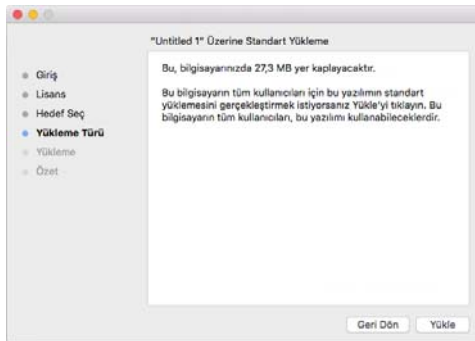 "Untitled 1" Üzerine Standart Yükleme
Giriş
Lisans
Hedef Seç
Yükleme Türü
Yükleme
Özet
Bu, bilgisayarınızda 27,3 MB yer kaplayacaktır.
Bu bilgisayarın tüm kullanıcıları için bu yazılımın standart
yüklemesini gerçekleştirmek istiyorsanız Yükle'yi tıklayın. Bu
bilgisayarın tüm kullanıcıları, bu yazılımı kullanabileceklerdir.
Geri Dön
Yükle